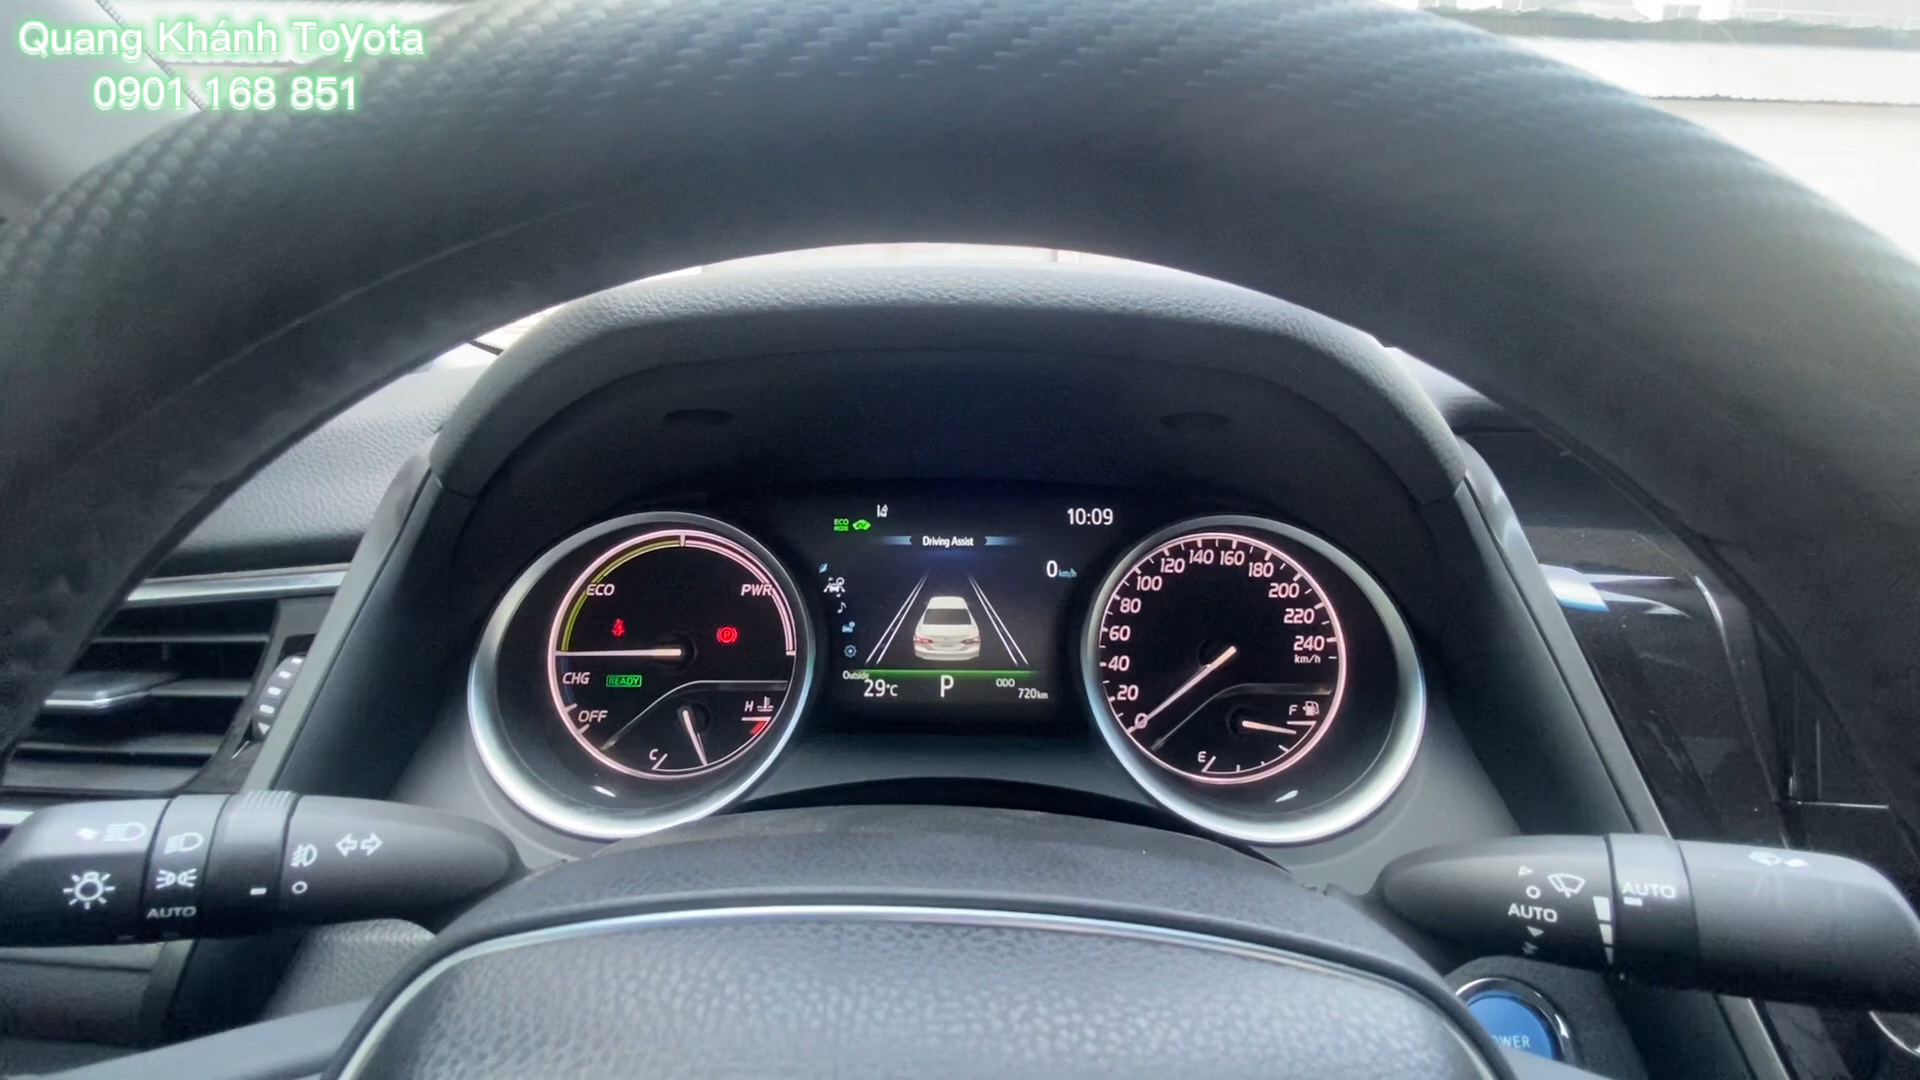 Quang Khánh ToYota
0901 168 851
10:09
ECO
MODE
Driving Assist
0 km/h
ECO
PWR
CHG
READY
OFF
H
C
Outside
29°C
P
ODO
720km
0
20
40
60
80
100
120
140
160
180
200
220
240
km/h
F
E
AUTO
AUTO
AUTO